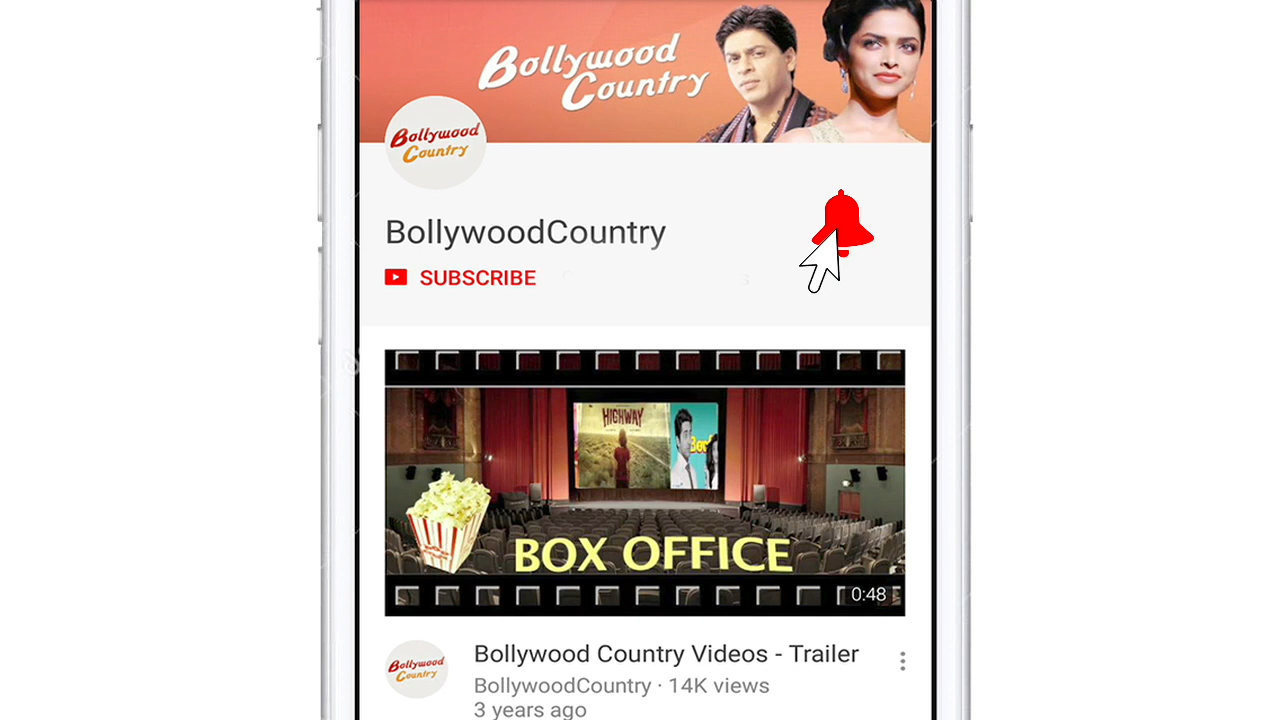 Bollywood
Country
Bollywood
Country
BollywoodCountry
SUBSCRIBE
HIGHWAY
BOX OFFICE
0:48
Bollywood
Country
Bollywood Country Videos - Trailer
BollywoodCountry · 14K views
3 years ago